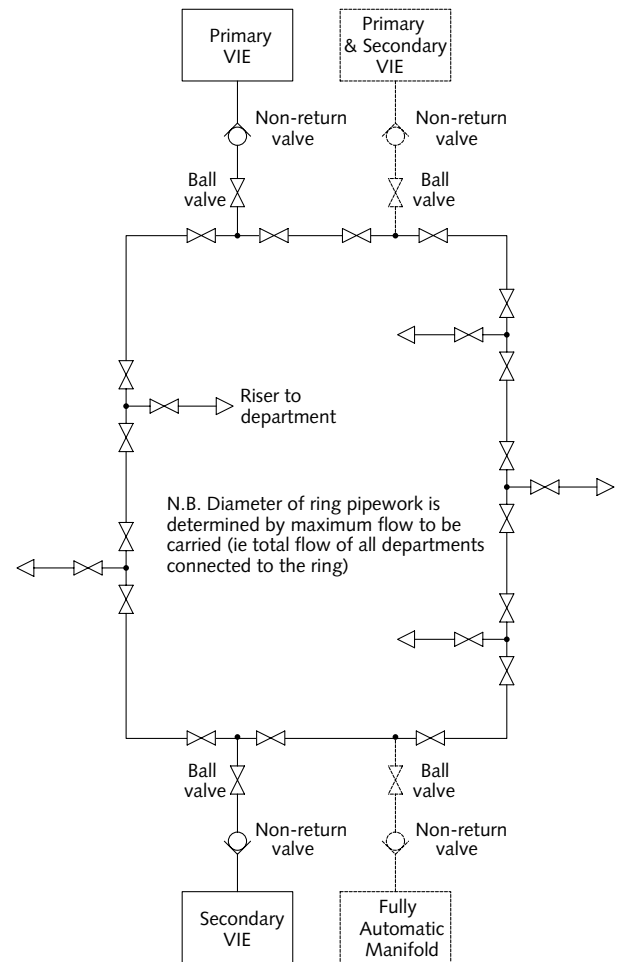 Primary
VIE
Primary
& Secondary
VIE
Non-return
valve
Non-return
valve
Ball
valve
Ball
valve
Riser to
department
N.B. Diameter of ring pipework is
determined by maximum flow to be
carried (ie total flow of all departments
connected to the ring)
Ball
valve
Ball
valve
Non-return
valve
Non-return
valve
Secondary
VIE
Fully
Automatic
Manifold